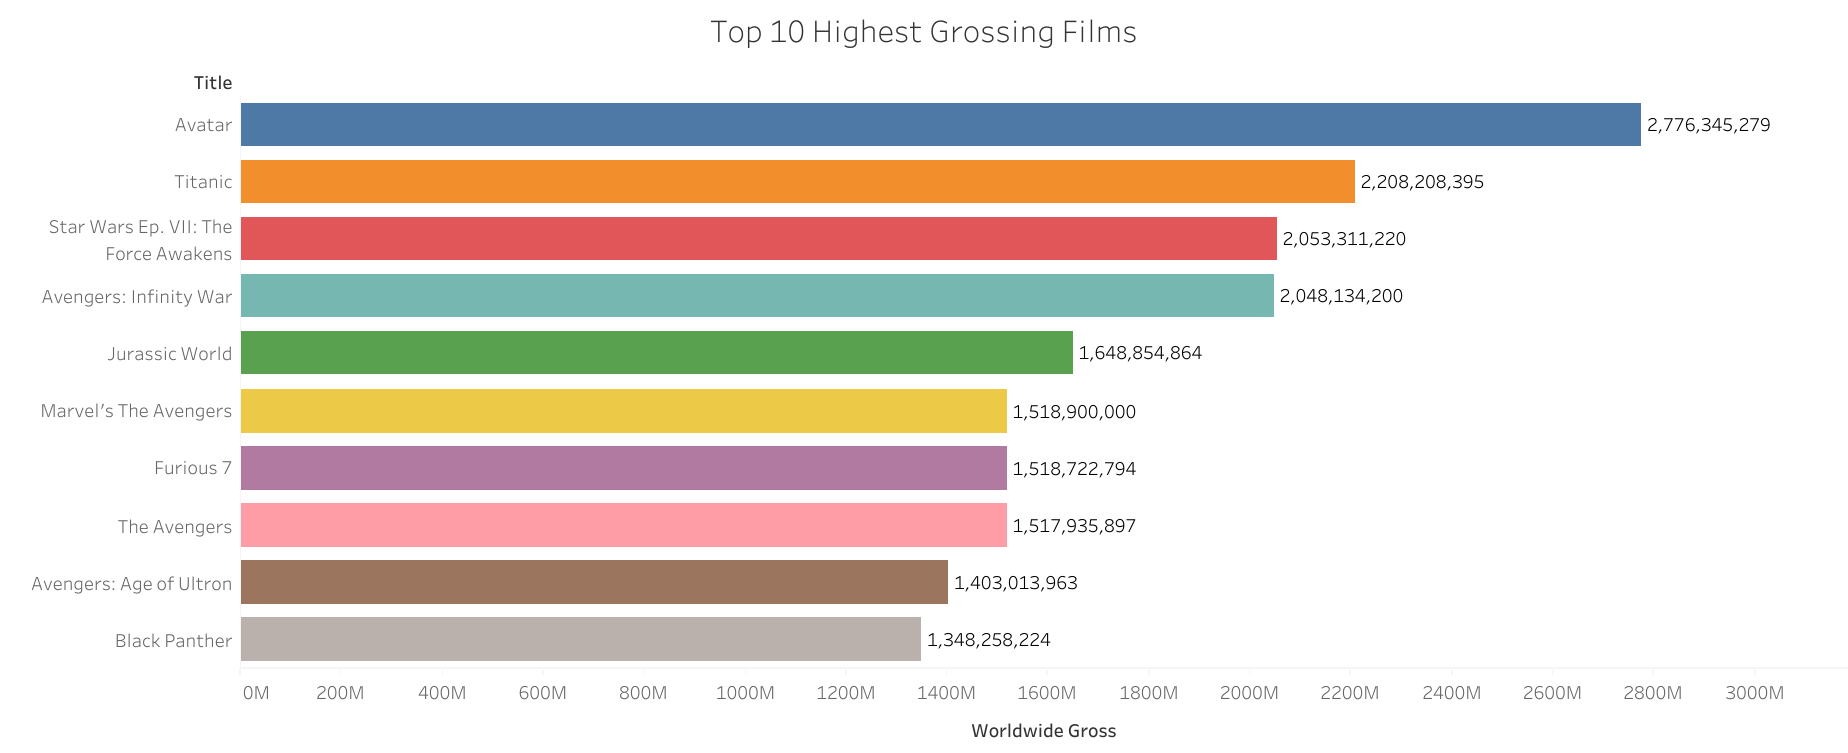 Top 10 Highest Grossing Films
Title
Avatar 2,776,345,279
Titanic 2,208,208,395
Star Wars Ep. VII: The
Force Awakens 2,053,311,220
Avengers: Infinity War 2,048,134,200
Jurassic World 1,648,854,864
Marvel’s The Avengers 1,518,900,000
Furious 7 1,518,722,794
The Avengers 1,517,935,897
Avengers: Age of Ultron 1,403,013,963
Black Panther 1,348,258,224
0M 200M 400M 600M 800M 1000M 1200M 1400M 1600M 1800M 2000M 2200M 2400M 2600M 2800M 3000M
Worldwide Gross